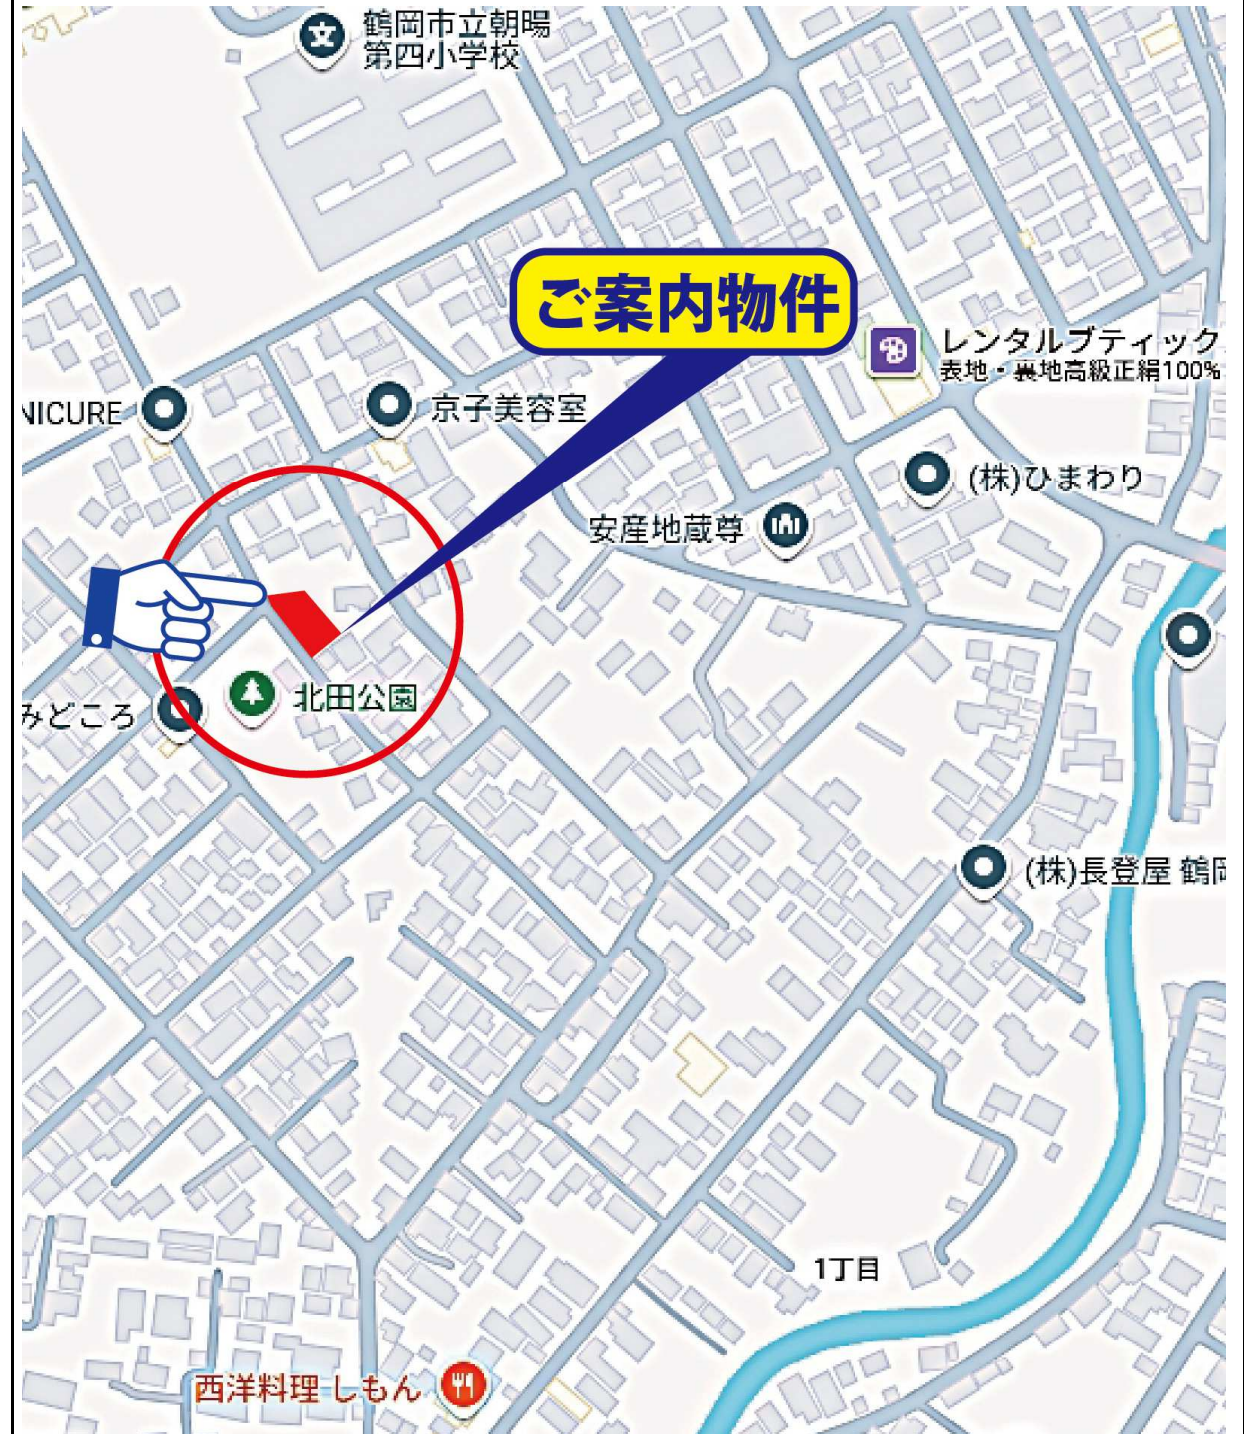 鶴岡市立朝暘
第四小学校
ご案内物件
レンタルブティック
表地・裏地高級正絹100%
NICURE
京子美容室
(株)ひまわり
安産地蔵尊
北田公園
みどころ
(株)長登屋 鶴岡
1丁目
西洋料理 しもん